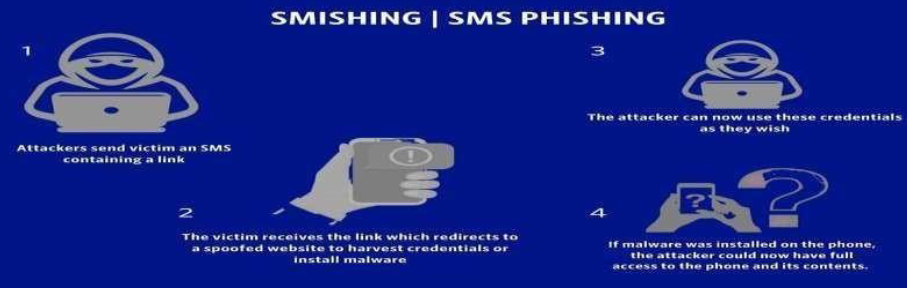 SMISHING | SMS PHISHING
1
Attackers send victim an SMS
containing a link
2
The victim receives the link which redirects to
a spoofed website to harvest credentials or
install malware
3
The attacker can now use these credentials
as they wish
4
If malware was installed on the phone,
the attacker could now have full
access to the phone and its contents.